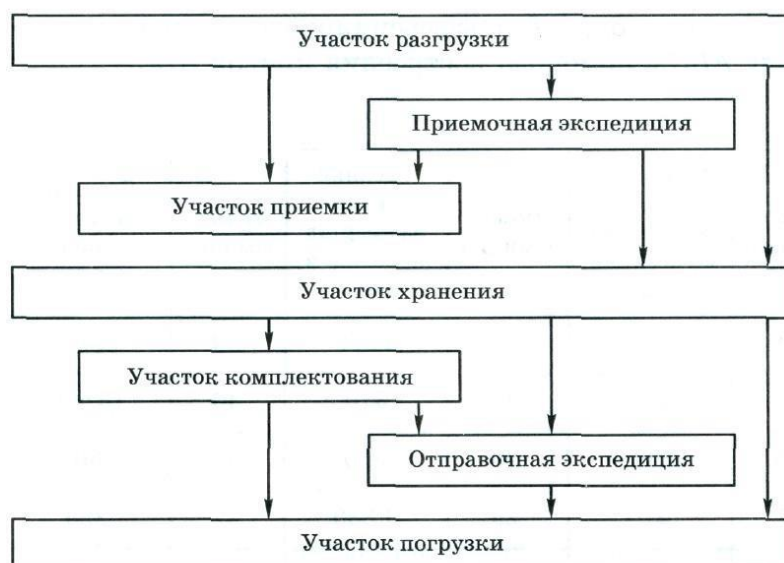 Участок разгрузки
Приемочная экспедиция
Участок приемки
Участок хранения
Участок комплектования
Отправочная экспедиция
Участок погрузки